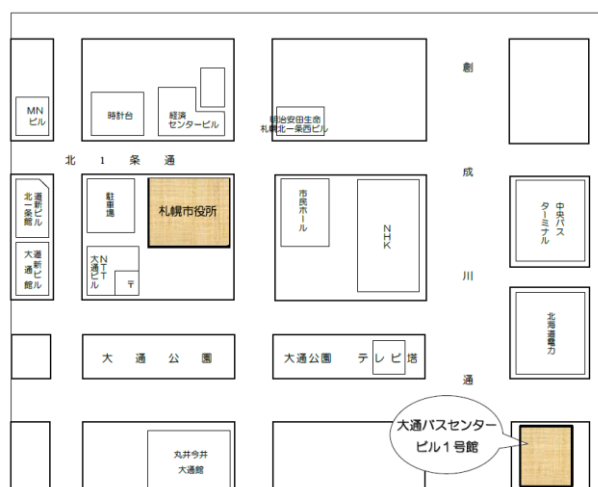 創
MN
ビル
時計台
経済
センタービル
明治安田生命
札幌北一条西ビル
北1条通
成
道新ビル
北一条館
駐車場
札幌市役所
市民ホール
NHK
中央バス
ターミナル
道新ビル
大通館
NTT
大通ビル
〒
川
北海道電力
大通公園
大通公園 テレビ塔
通
大通バスセンター
ビル1号館
丸井今井
大通館